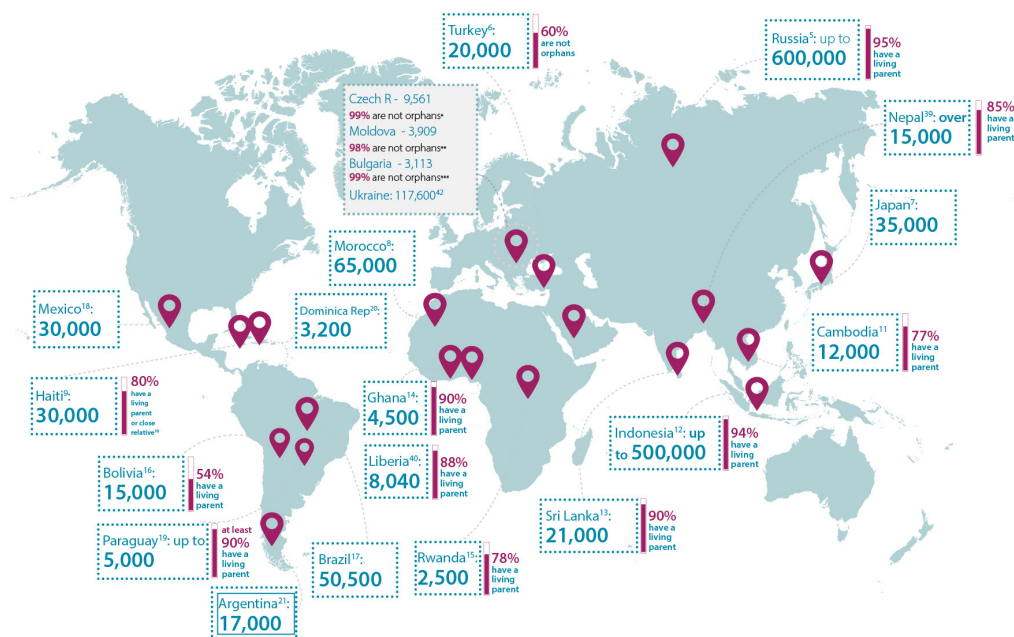 Turkey⁶:
20,000
60%
are not
orphans
Russia⁵: up to
600,000
95%
have a
living
parent
Czech R - 9,561
99% are not orphans•
Moldova - 3,909
98% are not orphans••
Bulgaria - 3,113
99% are not orphans•••
Ukraine: 117,600⁴²
Nepal³⁹: over
15,000
85%
have a
living
parent
Japan⁷:
35,000
Morocco⁸:
65,000
Mexico¹⁸:
30,000
Dominica Rep²⁰:
3,200
Cambodia¹¹
12,000
77%
have a
living
parent
Haiti⁹:
30,000
80%
have a
living
parent
or close
relative¹⁰
Ghana¹⁴:
4,500
90%
have a
living
parent
Indonesia¹²: up
to 500,000
94%
have a
living
parent
Liberia⁴⁰:
8,040
88%
have a
living
parent
Bolivia¹⁶:
15,000
54%
have a
living
parent
Sri Lanka¹³:
21,000
90%
have a
living
parent
Paraguay¹⁹: up to
5,000
at least
90%
have a
living
parent
Brazil¹⁷:
50,500
Rwanda¹⁵:
2,500
78%
have a
living
parent
Argentina²¹:
17,000